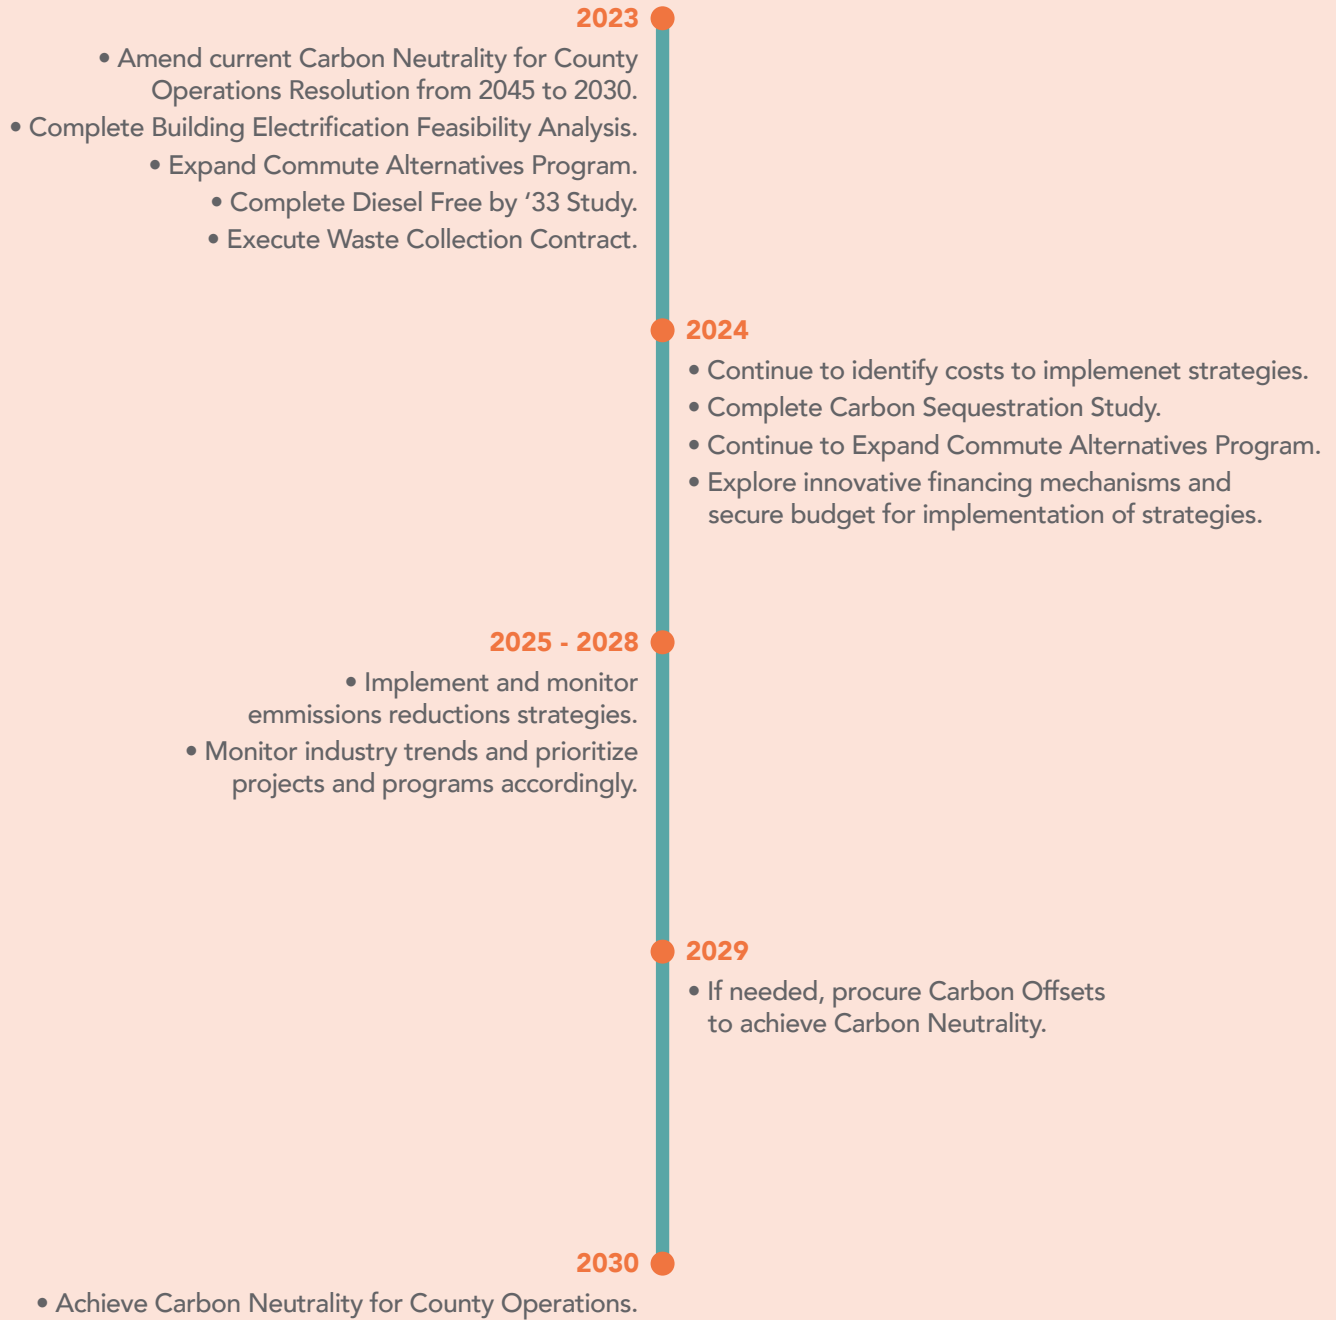 2023
• Amend current Carbon Neutrality for County
Operations Resolution from 2045 to 2030.
• Complete Building Electrification Feasibility Analysis.
• Expand Commute Alternatives Program.
• Complete Diesel Free by ‘33 Study.
• Execute Waste Collection Contract.
2024
• Continue to identify costs to implemenet strategies.
• Complete Carbon Sequestration Study.
• Continue to Expand Commute Alternatives Program.
• Explore innovative financing mechanisms and
secure budget for implementation of strategies.
2025 - 2028
• Implement and monitor
emmissions reductions strategies.
• Monitor industry trends and prioritize
projects and programs accordingly.
2029
• If needed, procure Carbon Offsets
to achieve Carbon Neutrality.
2030
• Achieve Carbon Neutrality for County Operations.